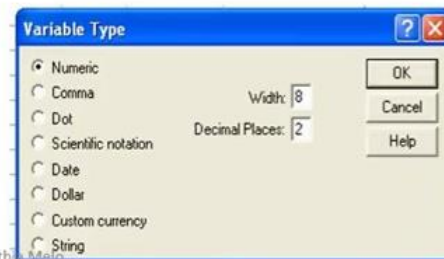 Variable Type
Numeric
Comma
Dot
Scientific notation
Date
Dollar
Custom currency
String
Width: 8
Decimal Places: 2
OK
Cancel
Help
Melo